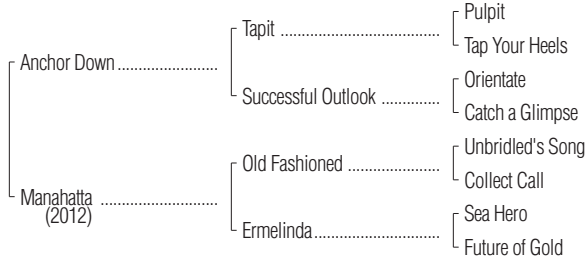 Pulpit
Tapit
Tap Your Heels
Anchor Down
Orientate
Successful Outlook
Catch a Glimpse
Unbridled's Song
Old Fashioned
Collect Call
Manahatta
(2012)
Sea Hero
Ermelinda
Future of Gold